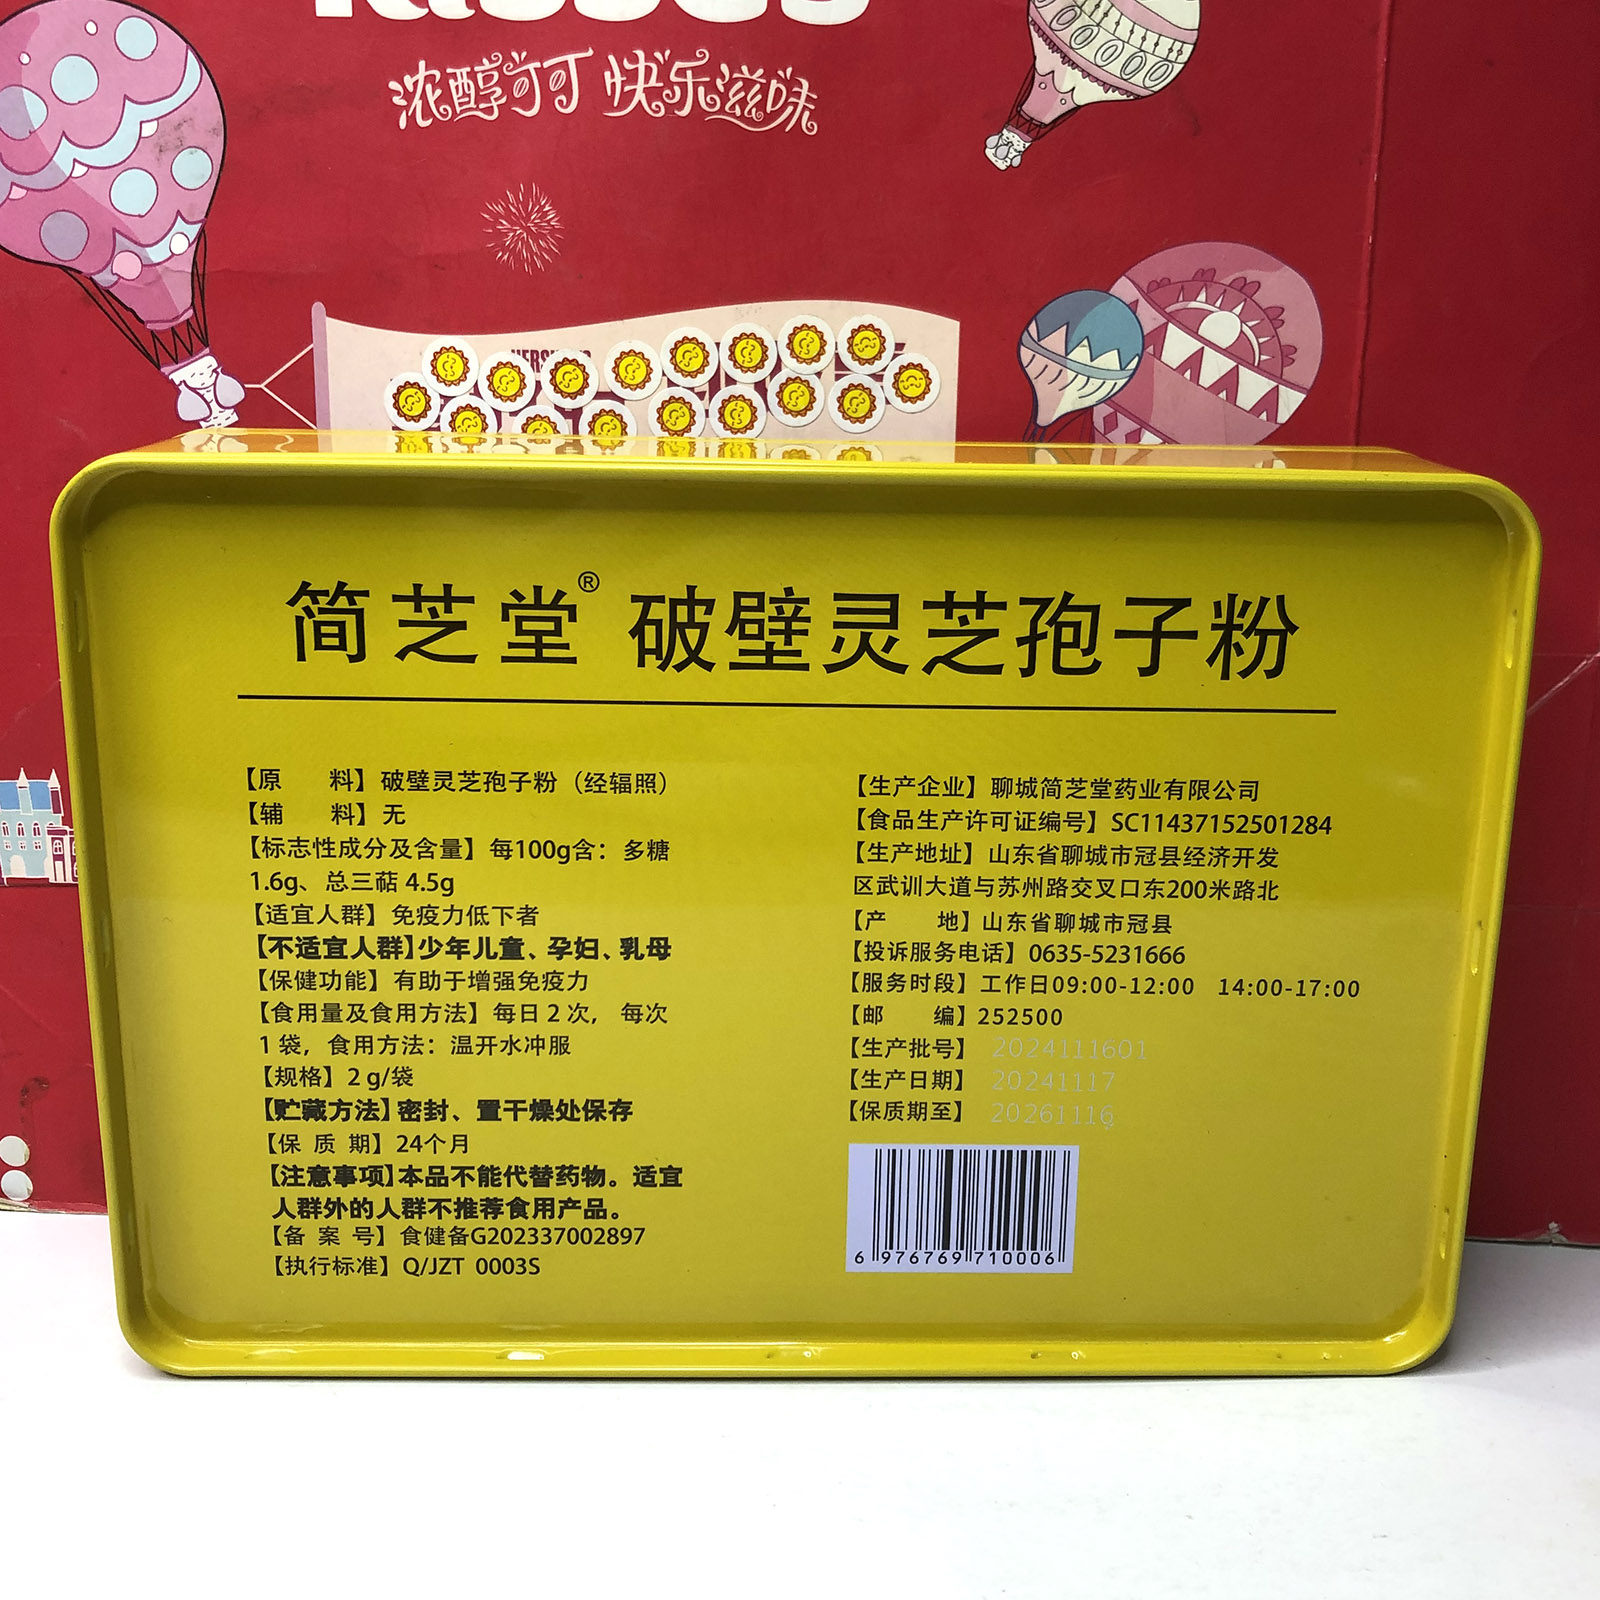 浓醇可可 快乐滋味
简芝堂® 破壁灵芝孢子粉
【原 料】破壁灵芝孢子粉（经辐照）
【辅 料】无
【标志性成分及含量】每100g含：多糖
1.6g、总三萜 4.5g
【适宜人群】免疫力低下者
【不适宜人群】少年儿童、孕妇、乳母
【保健功能】有助于增强免疫力
【食用量及食用方法】每日 2 次， 每次
1 袋，食用方法：温开水冲服
【规格】2 g/袋
【贮藏方法】密封、置干燥处保存
【保 质 期】24个月
【注意事项】本品不能代替药物。适宜
人群外的人群不推荐食用产品。
【备 案 号】食健备G202337002897
【执行标准】Q/JZT 0003S
【生产企业】聊城简芝堂药业有限公司
【食品生产许可证编号】SC11437152501284
【生产地址】山东省聊城市冠县经济开发
区武训大道与苏州路交叉口东200米路北
【产 地】山东省聊城市冠县
【投诉服务电话】0635-5231666
【服务时段】工作日09:00-12:00 14:00-17:00
【邮 编】252500
【生产批号】 2024111601
【生产日期】 20241117
【保质期至】 20261116
6 976769 710006